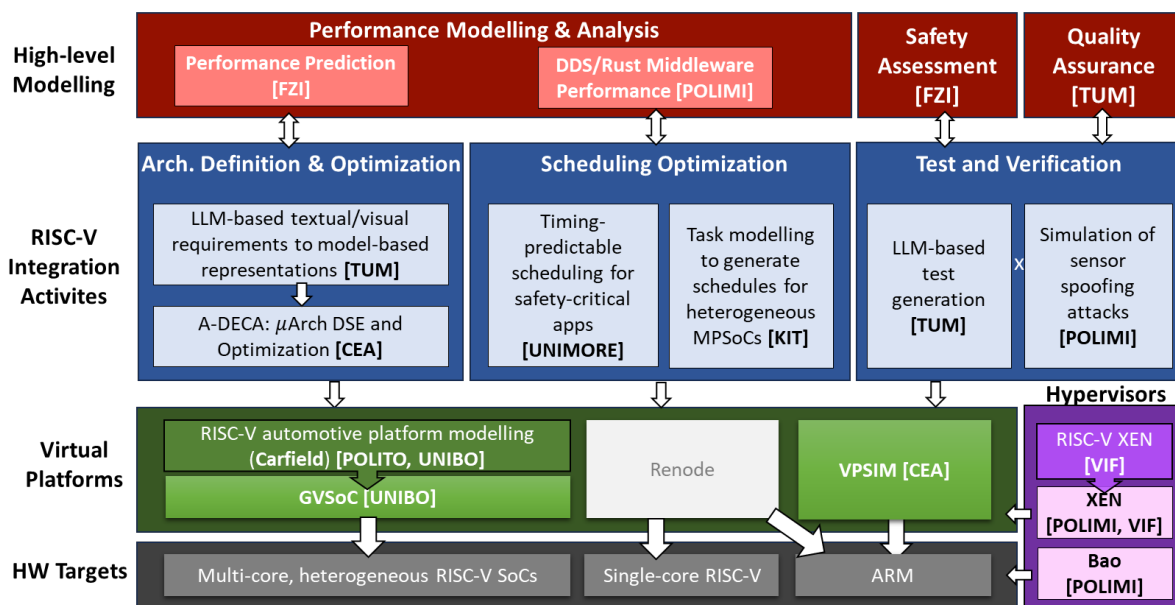 High-level
Modelling
Performance Modelling & Analysis
Performance Prediction
[FZI]
DDS/Rust Middleware
Performance [POLIMI]
Safety
Assessment
[FZI]
Quality
Assurance
[TUM]
RISC-V
Integration
Activites
Arch. Definition & Optimization
LLM-based textual/visual
requirements to model-based
representations [TUM]
A-DECA: μArch DSE and
Optimization [CEA]
Scheduling Optimization
Timing-
predictable
scheduling for
safety-critical
apps
[UNIMORE]
Task modelling
to generate
schedules for
heterogeneous
MPSoCs [KIT]
Test and Verification
LLM-based
test
generation
[TUM]
x
Simulation of
sensor
spoofing
attacks
[POLIMI]
Virtual
Platforms
RISC-V automotive platform modelling
(Carfield) [POLITO, UNIBO]
GVSoC [UNIBO]
Renode
VPSIM [CEA]
Hypervisors
RISC-V XEN
[VIF]
XEN
[POLIMI, VIF]
Bao
[POLIMI]
HW Targets
Multi-core, heterogeneous RISC-V SoCs
Single-core RISC-V
ARM